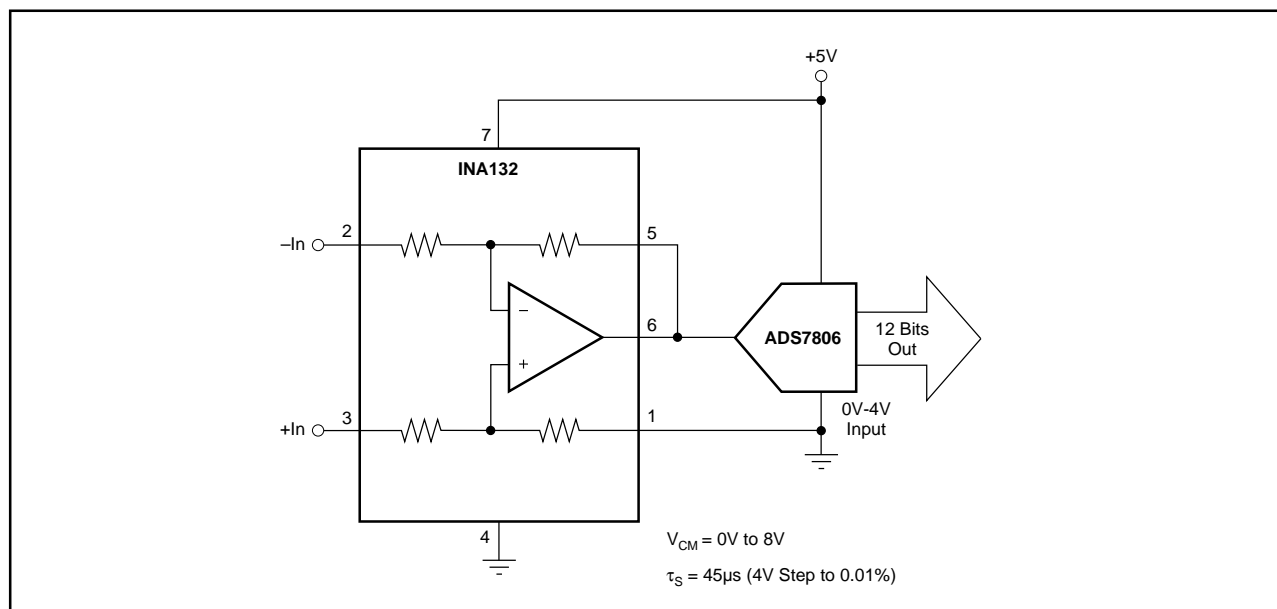 +5V
7
INA132
2
5
–In
–
6
ADS7806
12 Bits
Out
+
3
1
0V-4V
Input
+In
4
V_CM = 0V to 8V
τ_S = 45µs (4V Step to 0.01%)